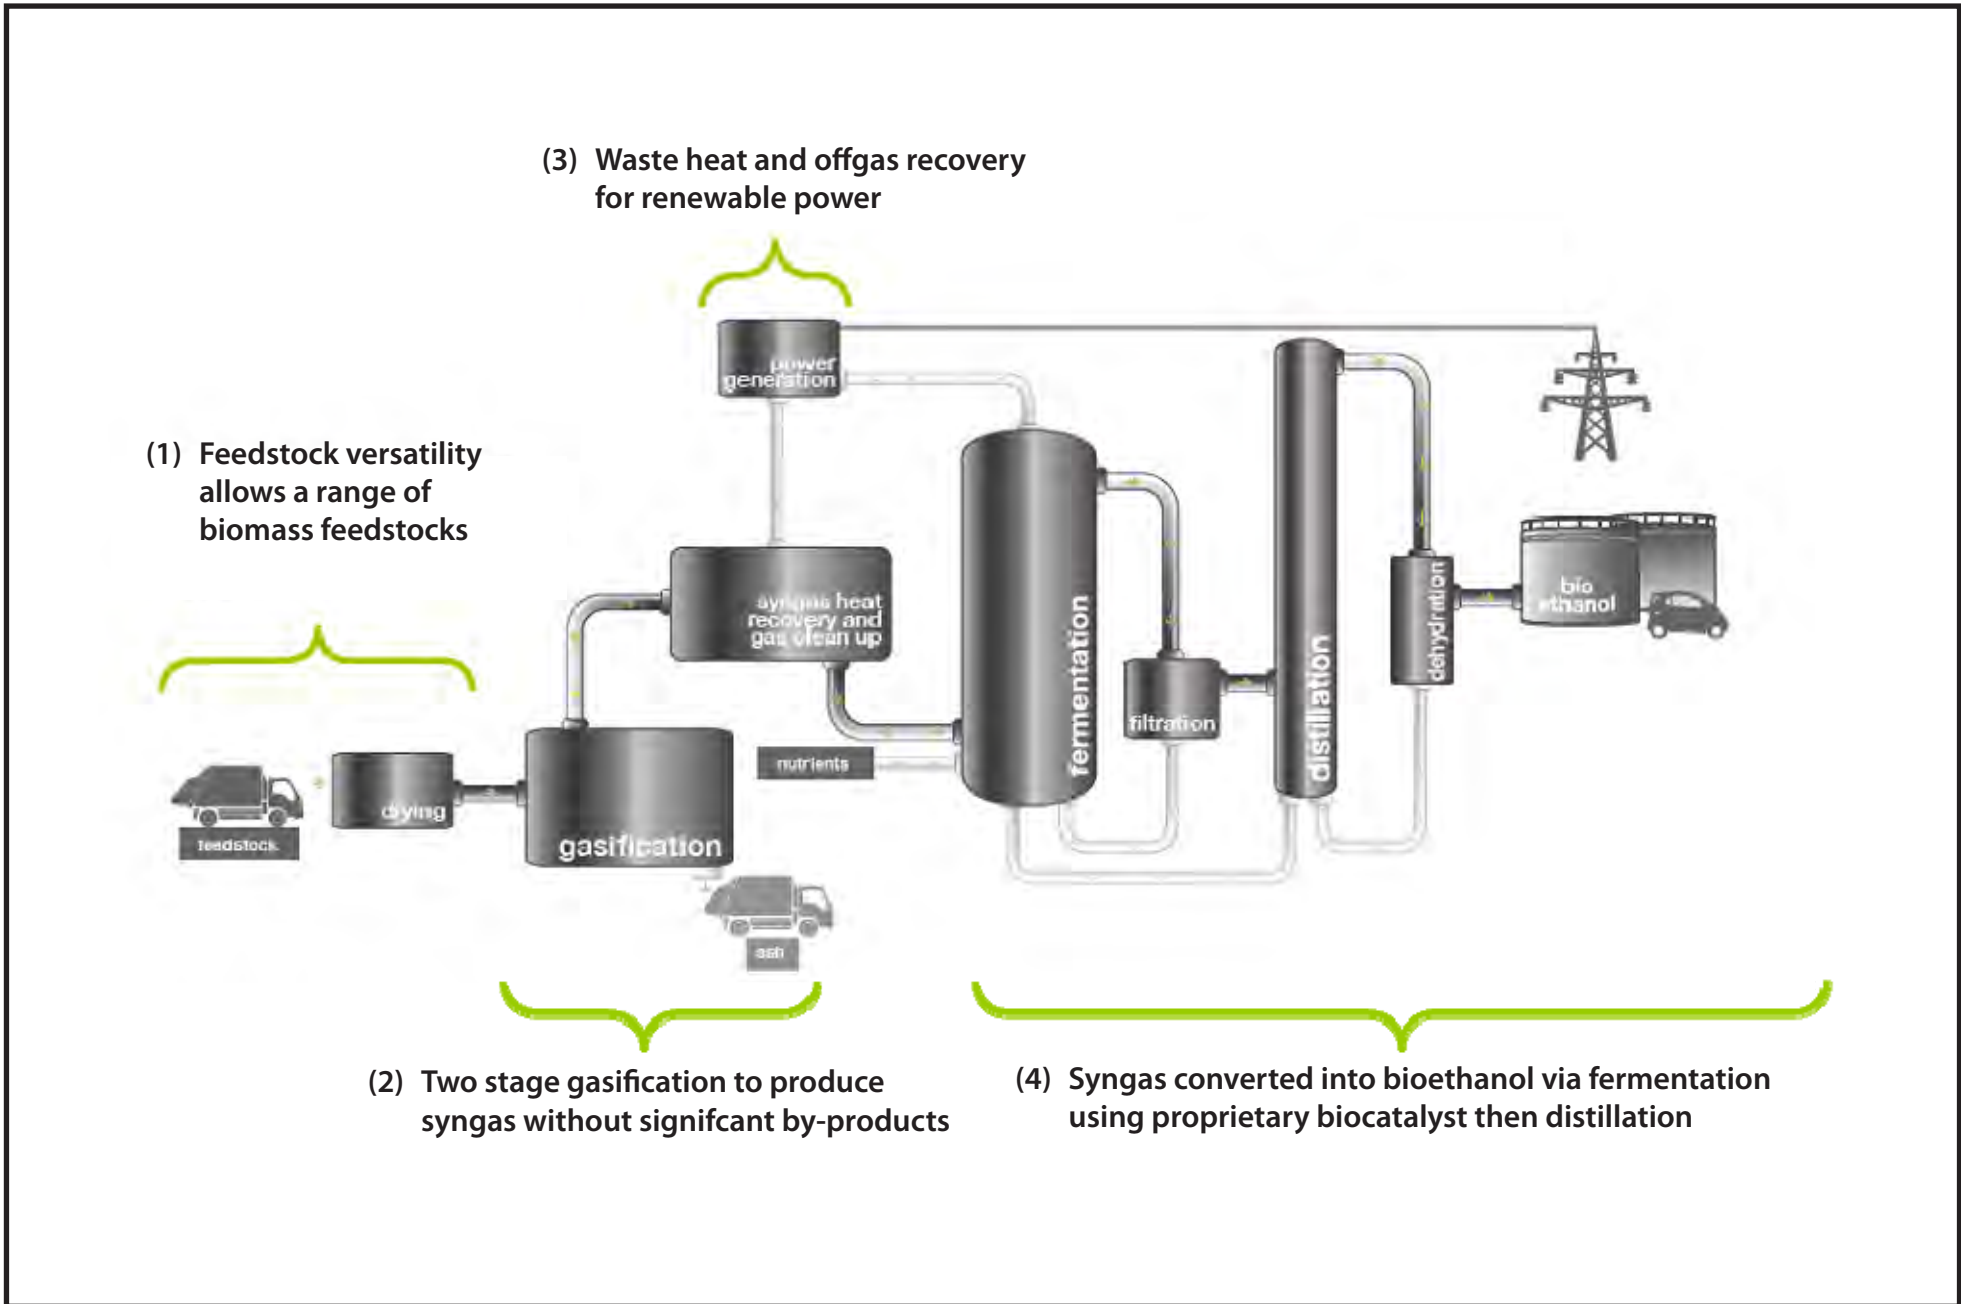 (3) Waste heat and offgas recovery
for renewable power
power
generation
(1) Feedstock versatility
allows a range of
biomass feedstocks
syngas heat
recovery and
gas clean up
fermentation
filtration
distillation
dehydration
bio
ethanol
nutrients
drying
feedstock
gasification
ash
(2) Two stage gasification to produce
syngas without signifcant by-products
(4) Syngas converted into bioethanol via fermentation
using proprietary biocatalyst then distillation